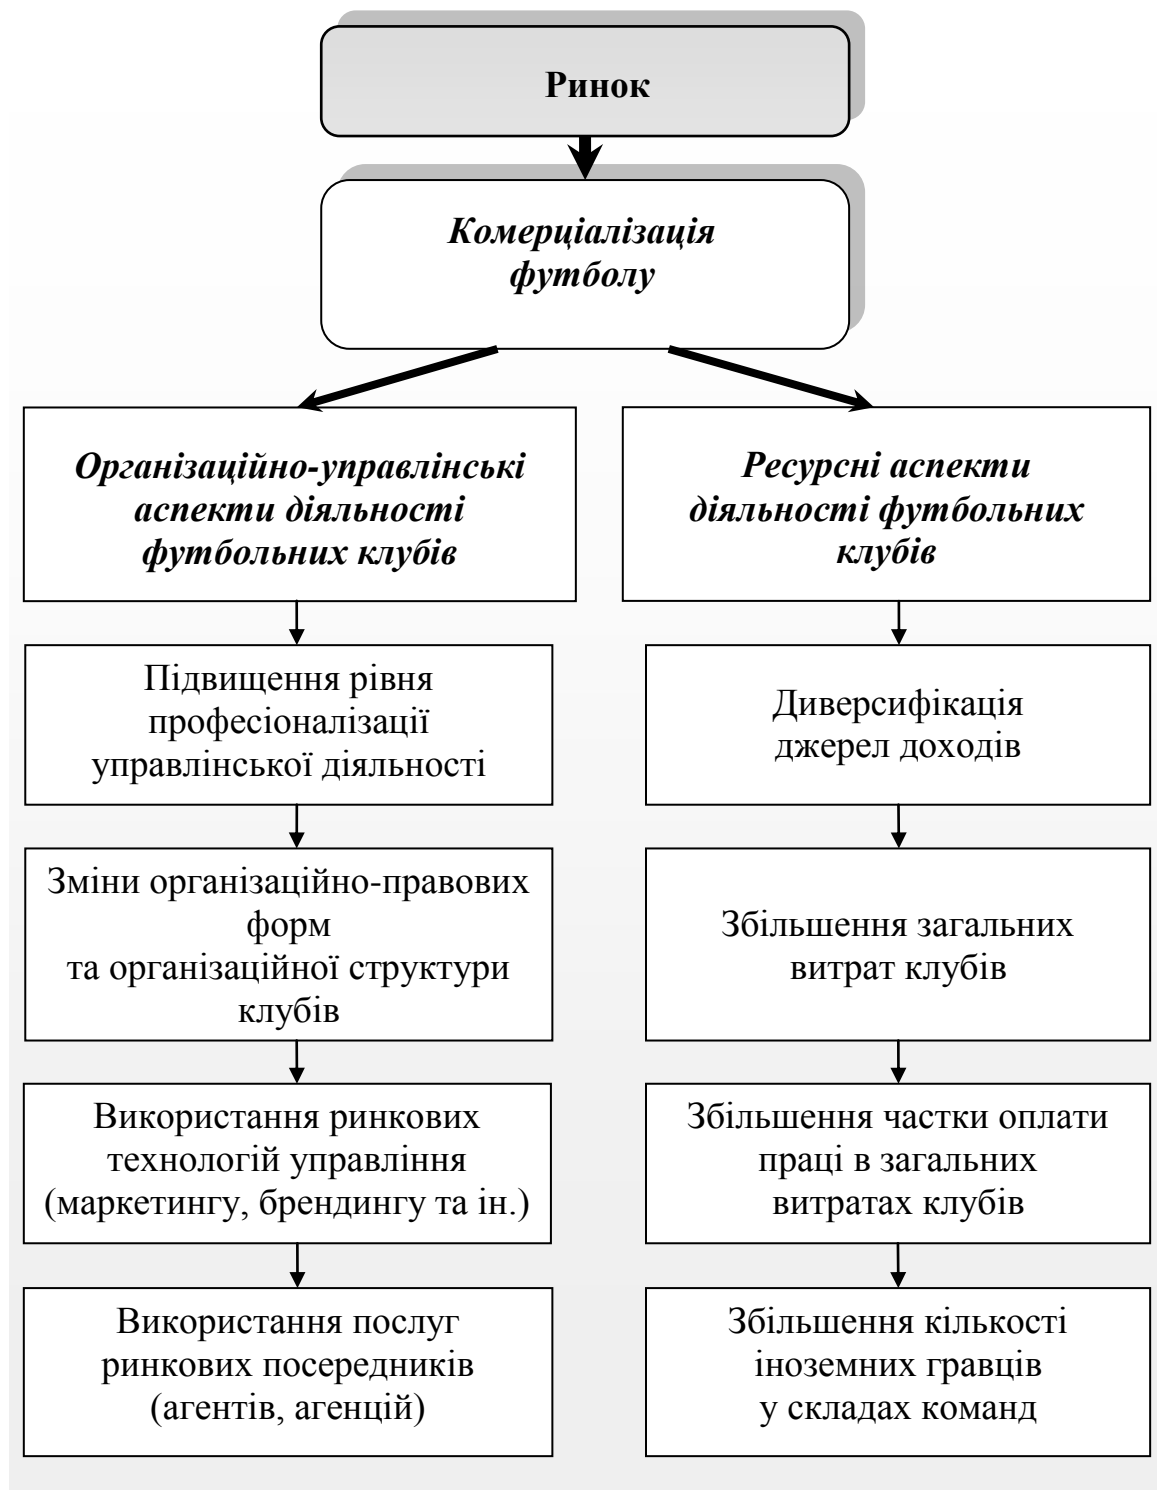 Ринок
Комерціалізація
футболу
Організаційно-управлінські
аспекти діяльності
футбольних клубів
Ресурсні аспекти
діяльності футбольних
клубів
Підвищення рівня
професіоналізації
управлінської діяльності
Диверсифікація
джерел доходів
Зміни організаційно-правових
форм
та організаційної структури
клубів
Збільшення загальних
витрат клубів
Використання ринкових
технологій управління
(маркетингу, брендингу та ін.)
Збільшення частки оплати
праці в загальних
витратах клубів
Використання послуг
ринкових посередників
(агентів, агенцій)
Збільшення кількості
іноземних гравців
у складах команд